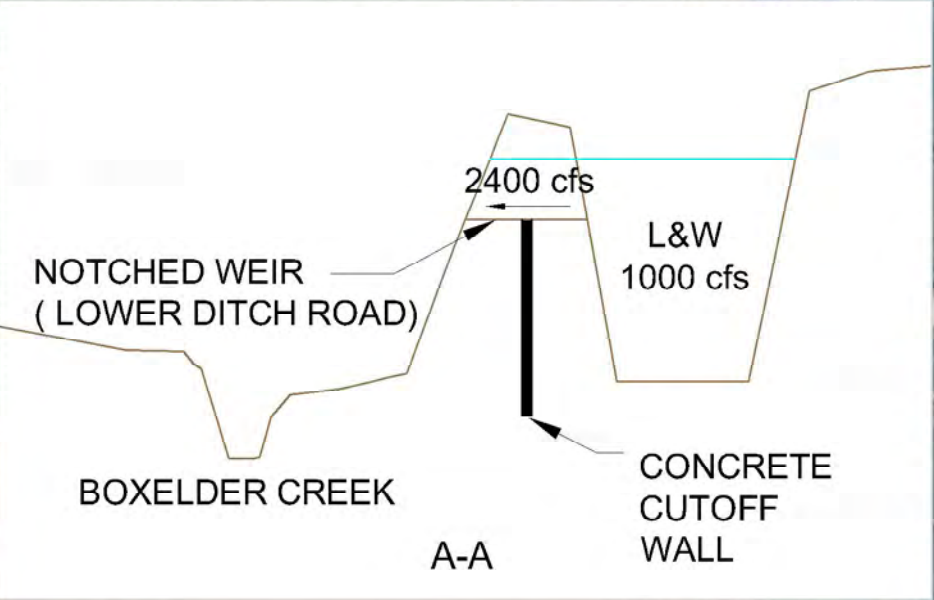 2400 cfs
L&W
1000 cfs
NOTCHED WEIR
( LOWER DITCH ROAD)
BOXELDER CREEK
CONCRETE
CUTOFF
WALL
A-A